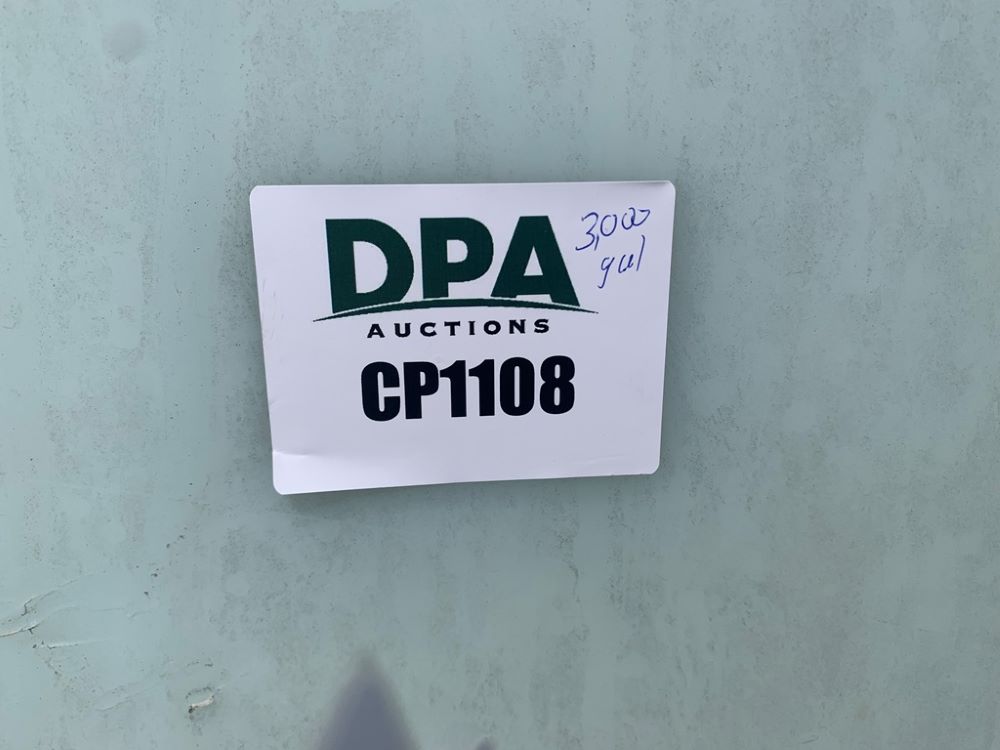 DPA
AUCTIONS
CP1108
3,000
gal